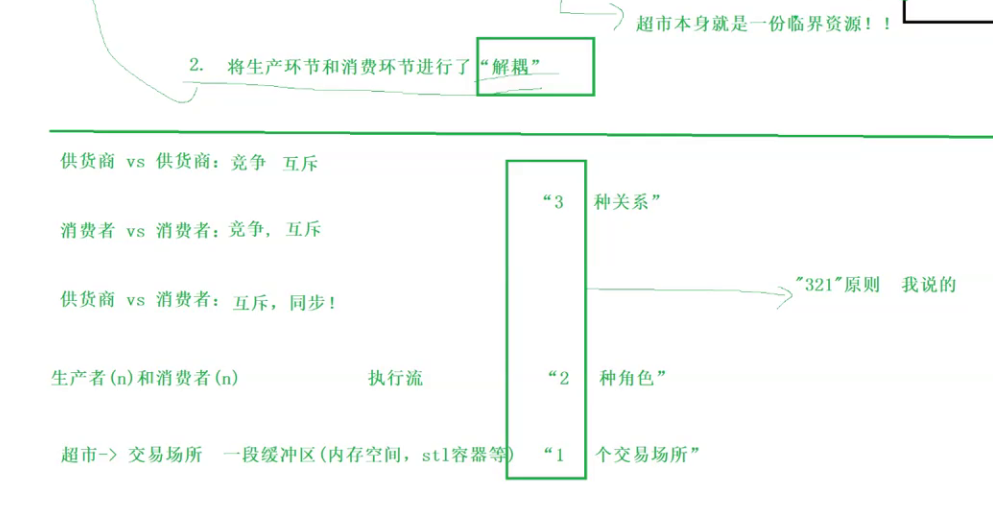 超市本身就是一份临界资源！！
2. 将生产环节和消费环节进行了“解耦”
供货商 vs 供货商：竞争 互斥
“3 种关系”
消费者 vs 消费者：竞争，互斥
"321"原则 我说的
供货商 vs 消费者：互斥，同步！
生产者(n)和消费者(n) 执行流 “2 种角色”
超市-> 交易场所 一段缓冲区(内存空间，stl容器等) “1 个交易场所”